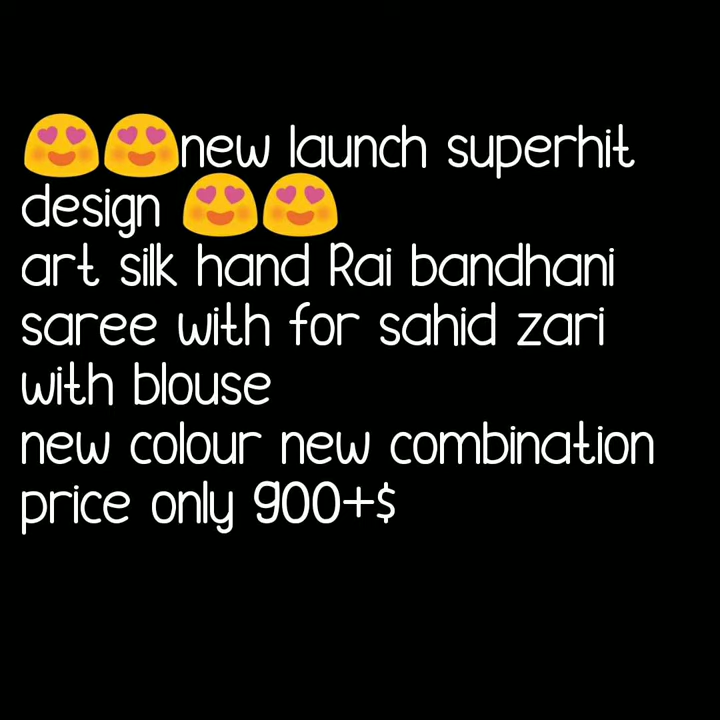 😍😍new launch superhit
design 😍😍
art silk hand Rai bandhani
saree with for sahid zari
with blouse
new colour new combination
price only 900+$